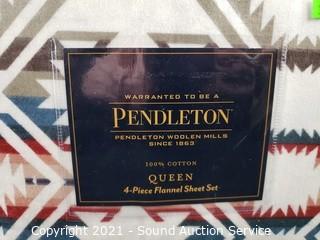 WARRANTED TO BE A
PENDLETON
PENDLETON WOOLEN MILLS
SINCE 1863
100% COTTON
QUEEN
4-Piece Flannel Sheet Set
Copyright 2021 - Sound Auction Service